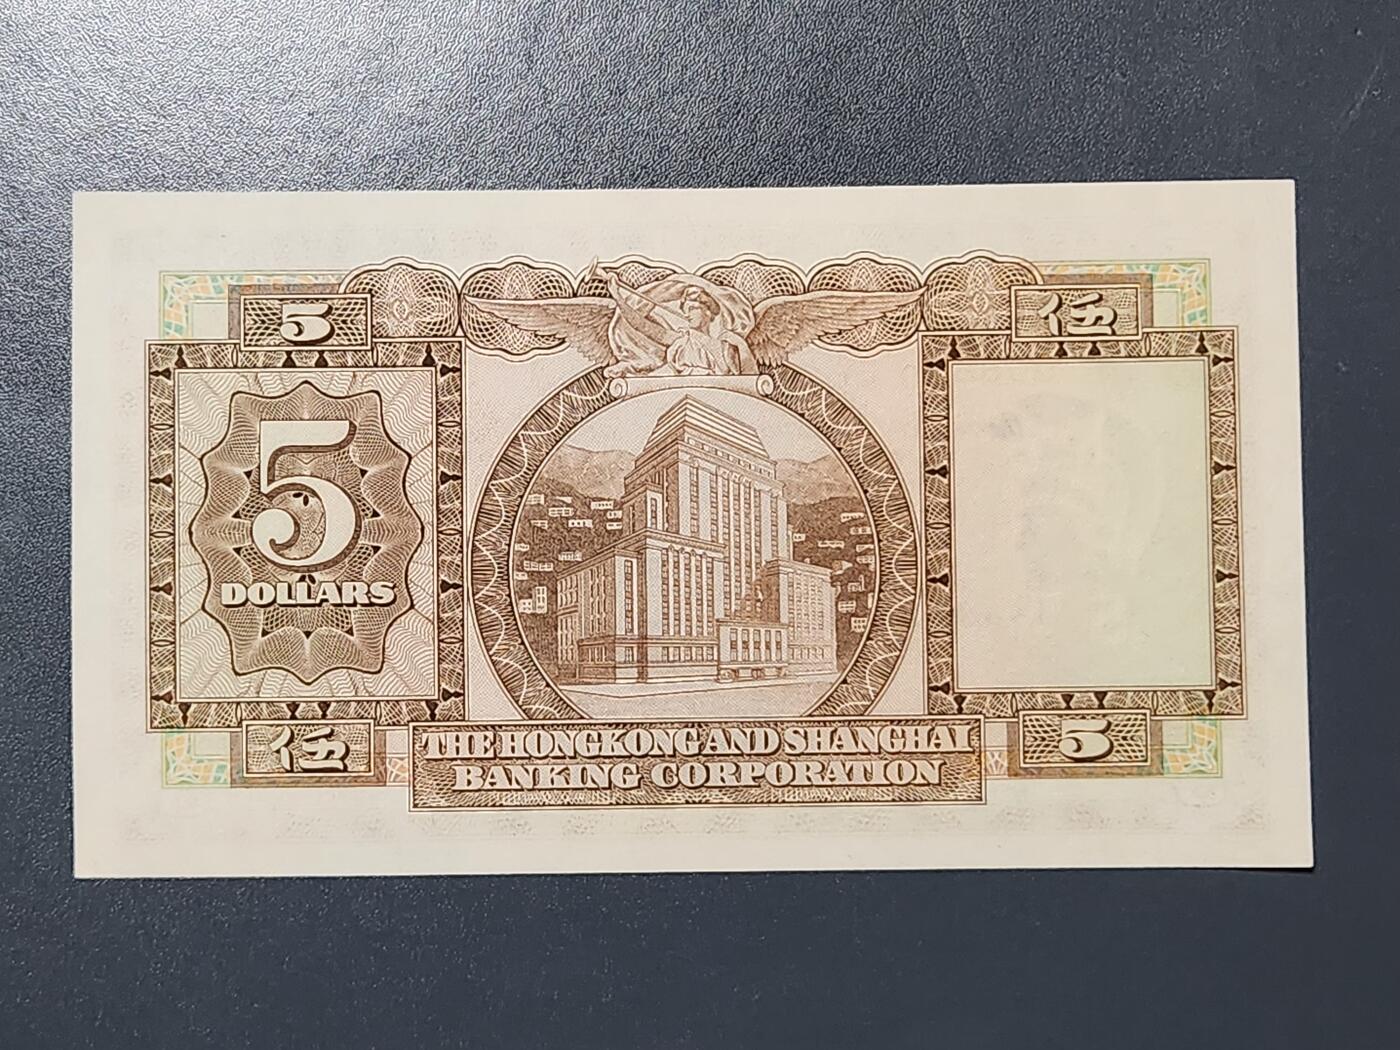 5
伍
5
DOLLARS
伍
THE HONGKONG AND SHANGHAI
BANKING CORPORATION
5